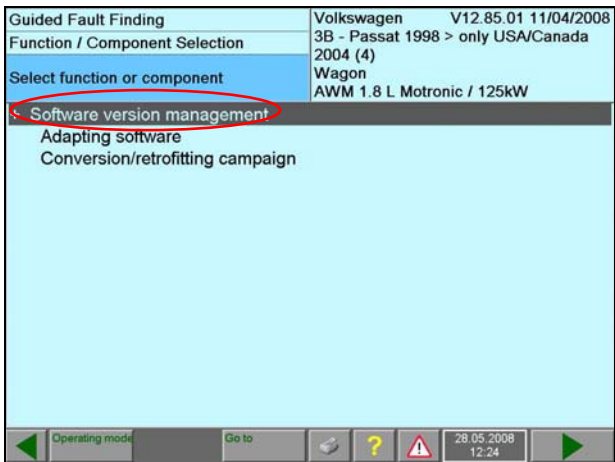 Guided Fault Finding
Function / Component Selection
Select function or component
Volkswagen V12.85.01 11/04/2008
3B - Passat 1998 > only USA/Canada
2004 (4)
Wagon
AWM 1.8 L Motronic / 125kW
+ Software version management
Adapting software
Conversion/retrofitting campaign
Operating mode
Go to
?
28.05.2008
12:24